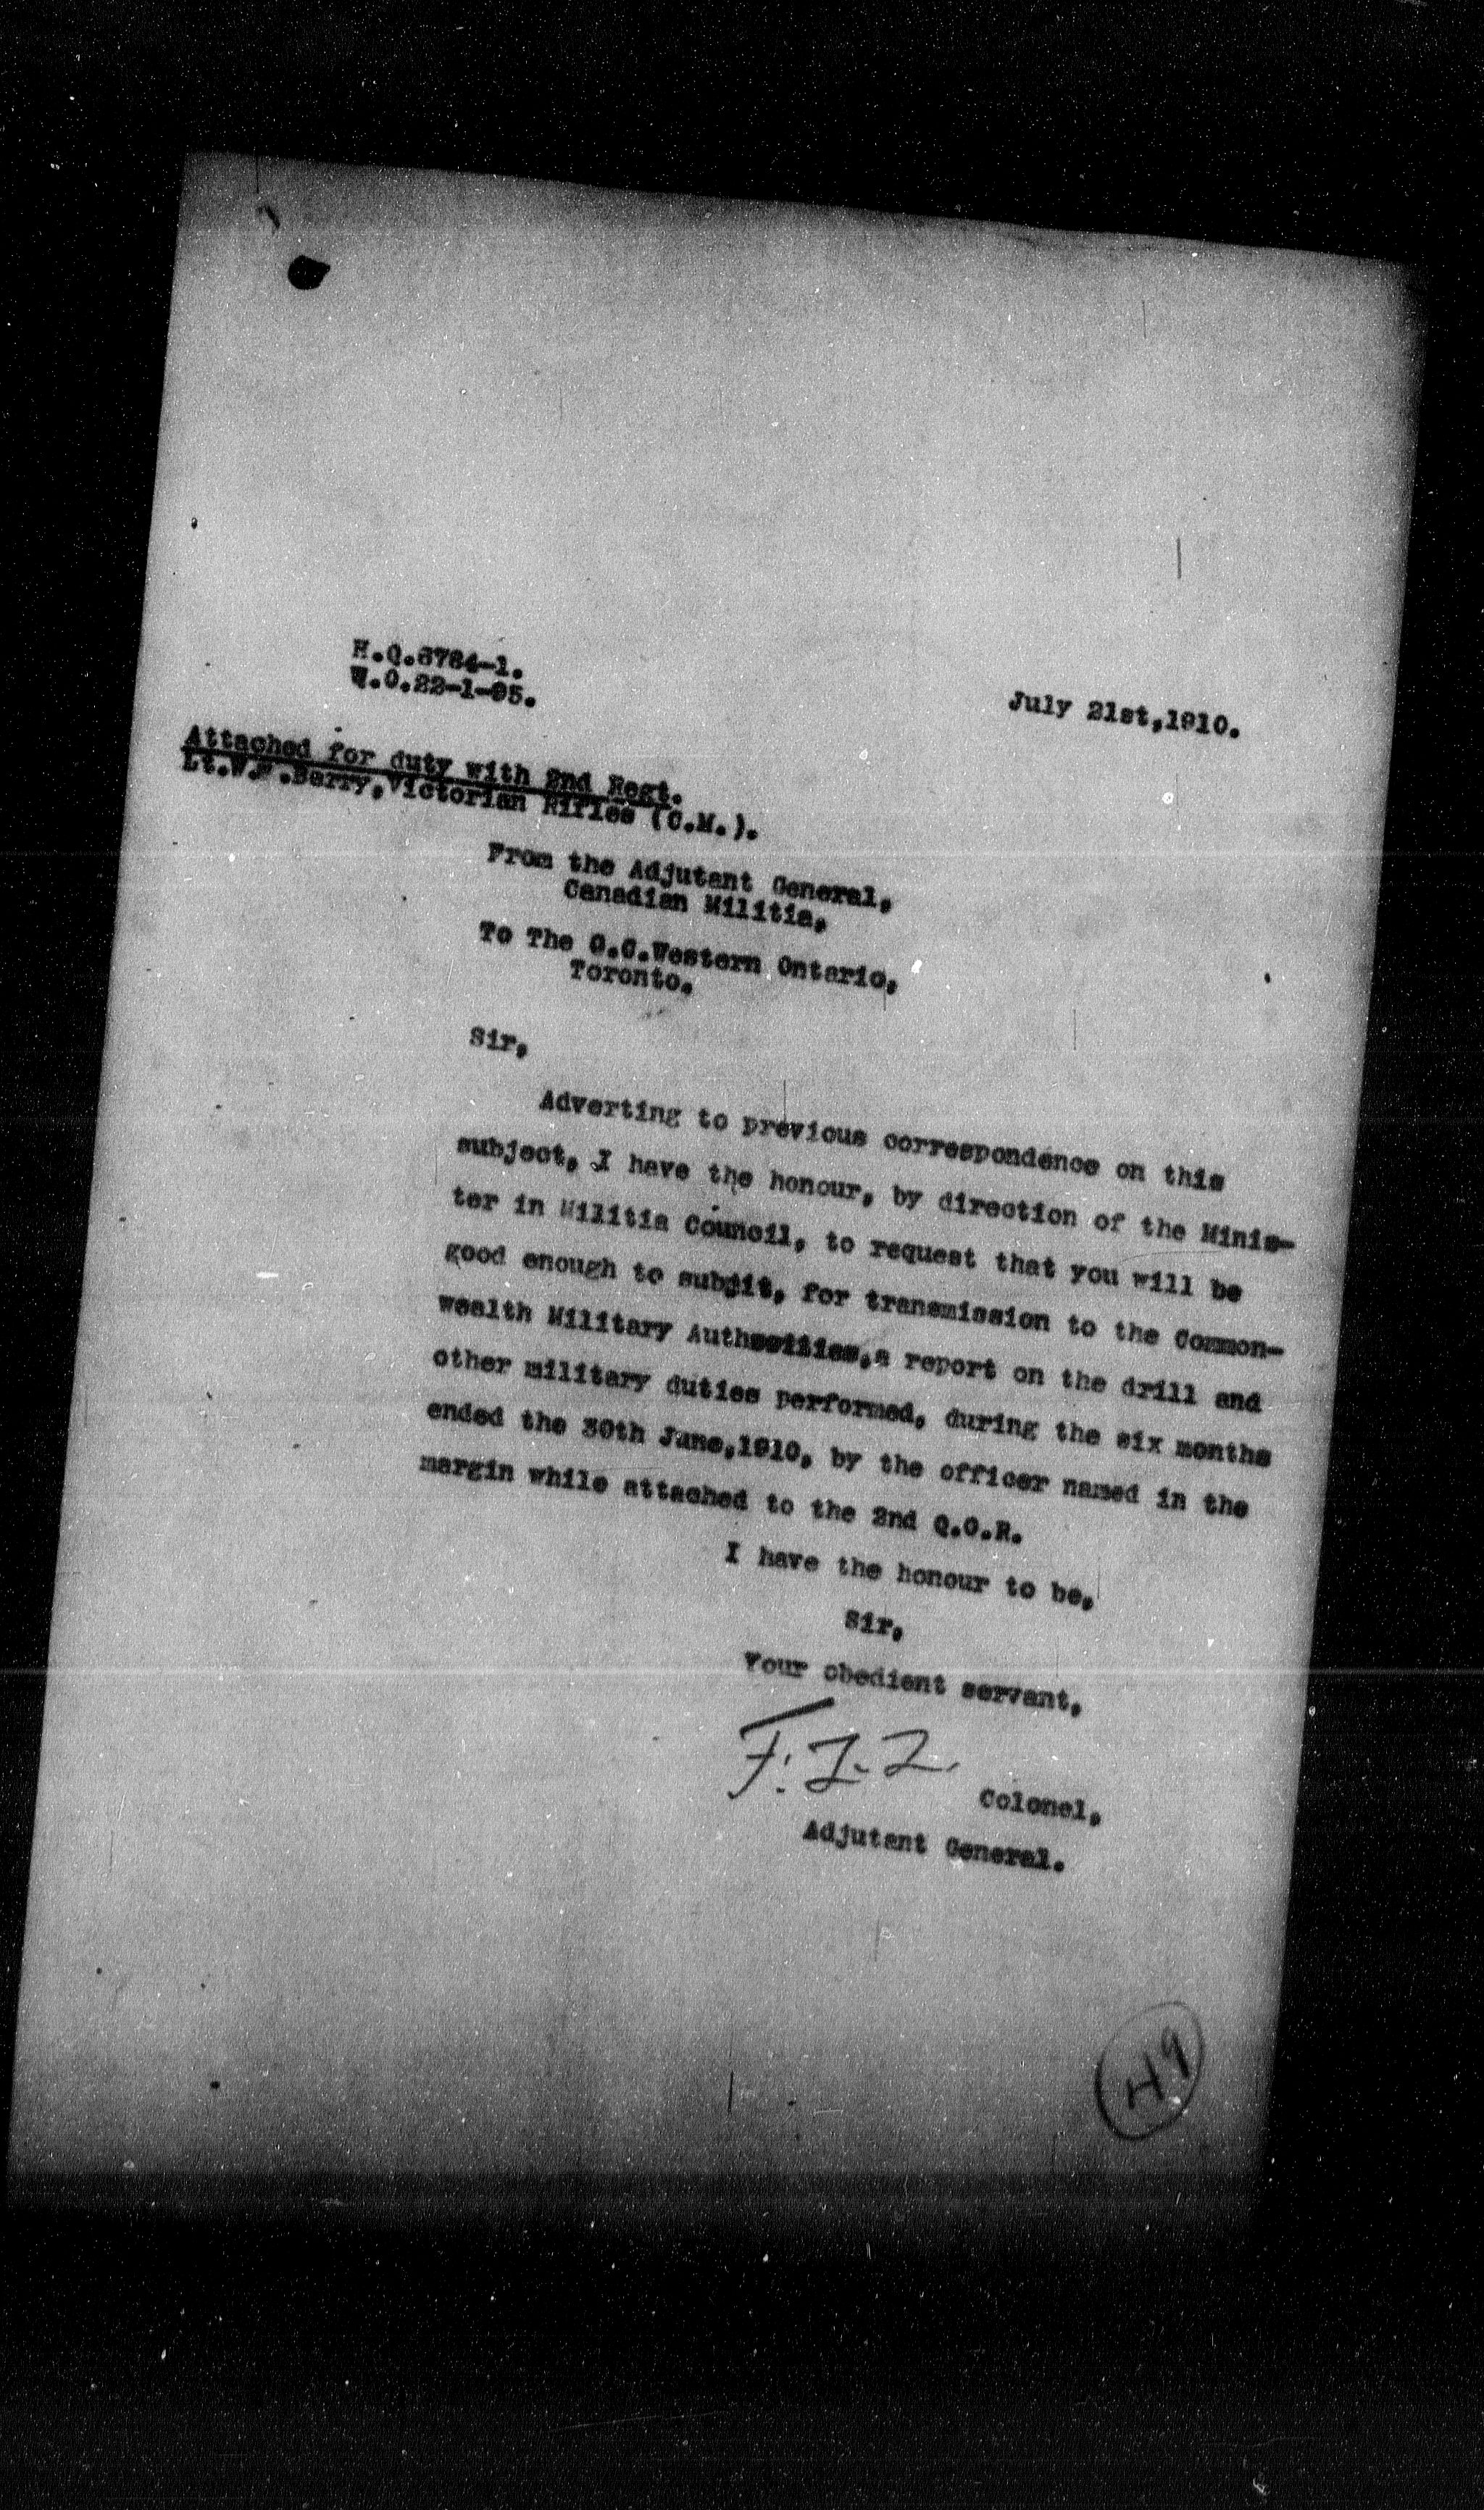 H.Q.6784-1.
W.O.22-1-95.
July 21st,1910.
Attached for duty with 2nd Regt.
Lt.W.W.Berry,Victorian Rifles (C.M.).
From the Adjutant General,
Canadian Militia,
To The O.C.Western Ontario,
Toronto.
Sir,
Adverting to previous correspondence on this
subject, I have the honour, by direction of the Minis-
ter in Militia Council, to request that you will be
good enough to submit, for transmission to the Common-
wealth Military Authorities,a report on the drill and
other military duties performed, during the six months
ended the 30th June,1910, by the officer named in the
margin while attached to the 2nd Q.O.R.
I have the honour to be,
Sir,
Your obedient servant,
Colonel,
Adjutant General.
H9